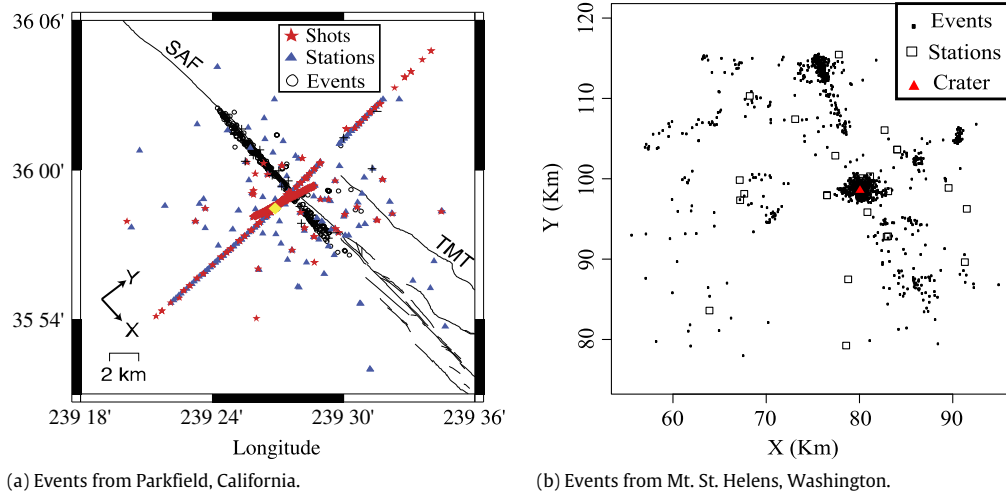 36 06'
36 00'
35 54'
239 18'
239 24'
239 30'
239 36'
Longitude
SAF
TMT
Shots
Stations
Events
Y
X
2 km
(a) Events from Parkfield, California.
120
110
100
90
80
Y (Km)
60
70
80
90
X (Km)
Events
Stations
Crater
(b) Events from Mt. St. Helens, Washington.